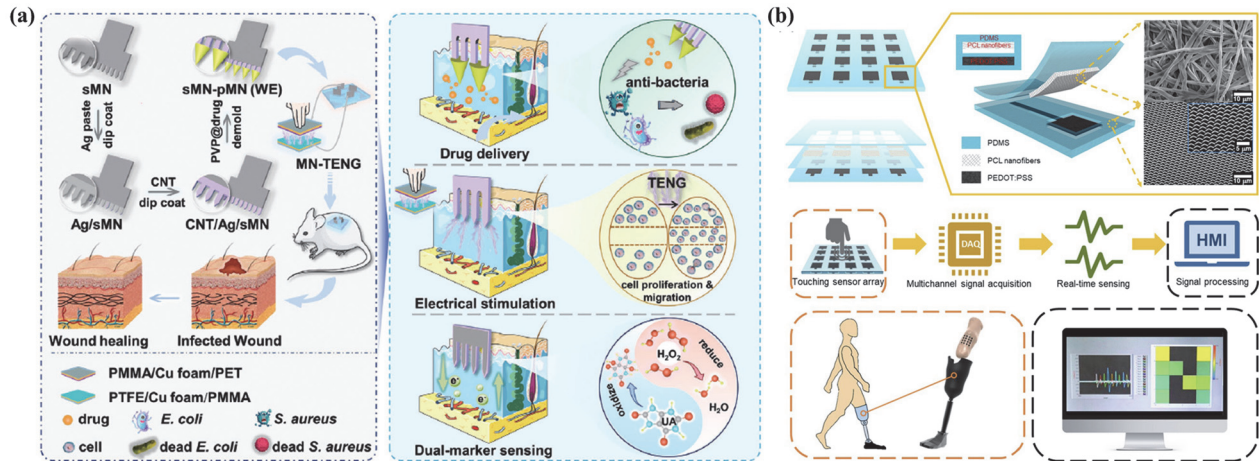 (a)
sMN
sMN-pMN (WE)
Ag paste
dip coat
PVP@drug
demold
MN-TENG
CNT
dip coat
Ag/sMN
CNT/Ag/sMN
Wound healing
Infected Wound
PMMA/Cu foam/PET
PTFE/Cu foam/PMMA
drug
E. coli
S. aureus
cell
dead E. coli
dead S. aureus
anti-bacteria
Drug delivery
TENG
cell proliferation &
migration
Electrical stimulation
e
e
H2O2
reduce
H2O
oxidize
UA
Dual-marker sensing
(b)
PDMS
PCL nanofibers
PDMS
PCL nanofibers
PEDOT:PSS
10 μm
5 μm
10 μm
DAQ
HMI
Touching sensor array
Multichannel signal acquisition
Real-time sensing
Signal processing